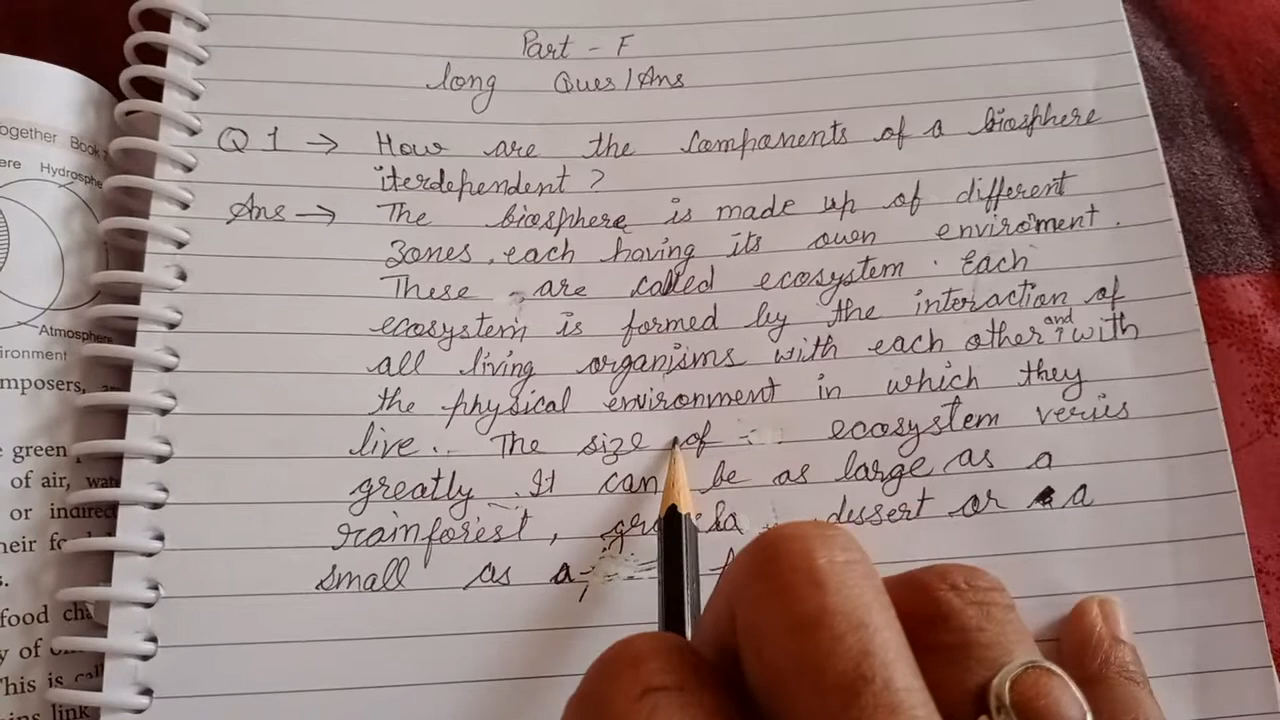 Part - F
long Ques/Ans
Q 1 → How are the components of a biosphere
iterdependent ?
Ans → The biosphere is made up of different
zones, each having its own enviroment.
These are called ecosystem. Each
ecosystem is formed by the interaction of
all living organisms with each other and with
the physical environment in which they
live.. The size of ecosystem veries
greatly. It can be as large as a
rainforest, dessert or a
small as a
ogether Book
ere Hydrosphe
Atmosphere
ironment
mposers,
e green
of air,
or indirec
heir
s.
food
y of
This is
ins link